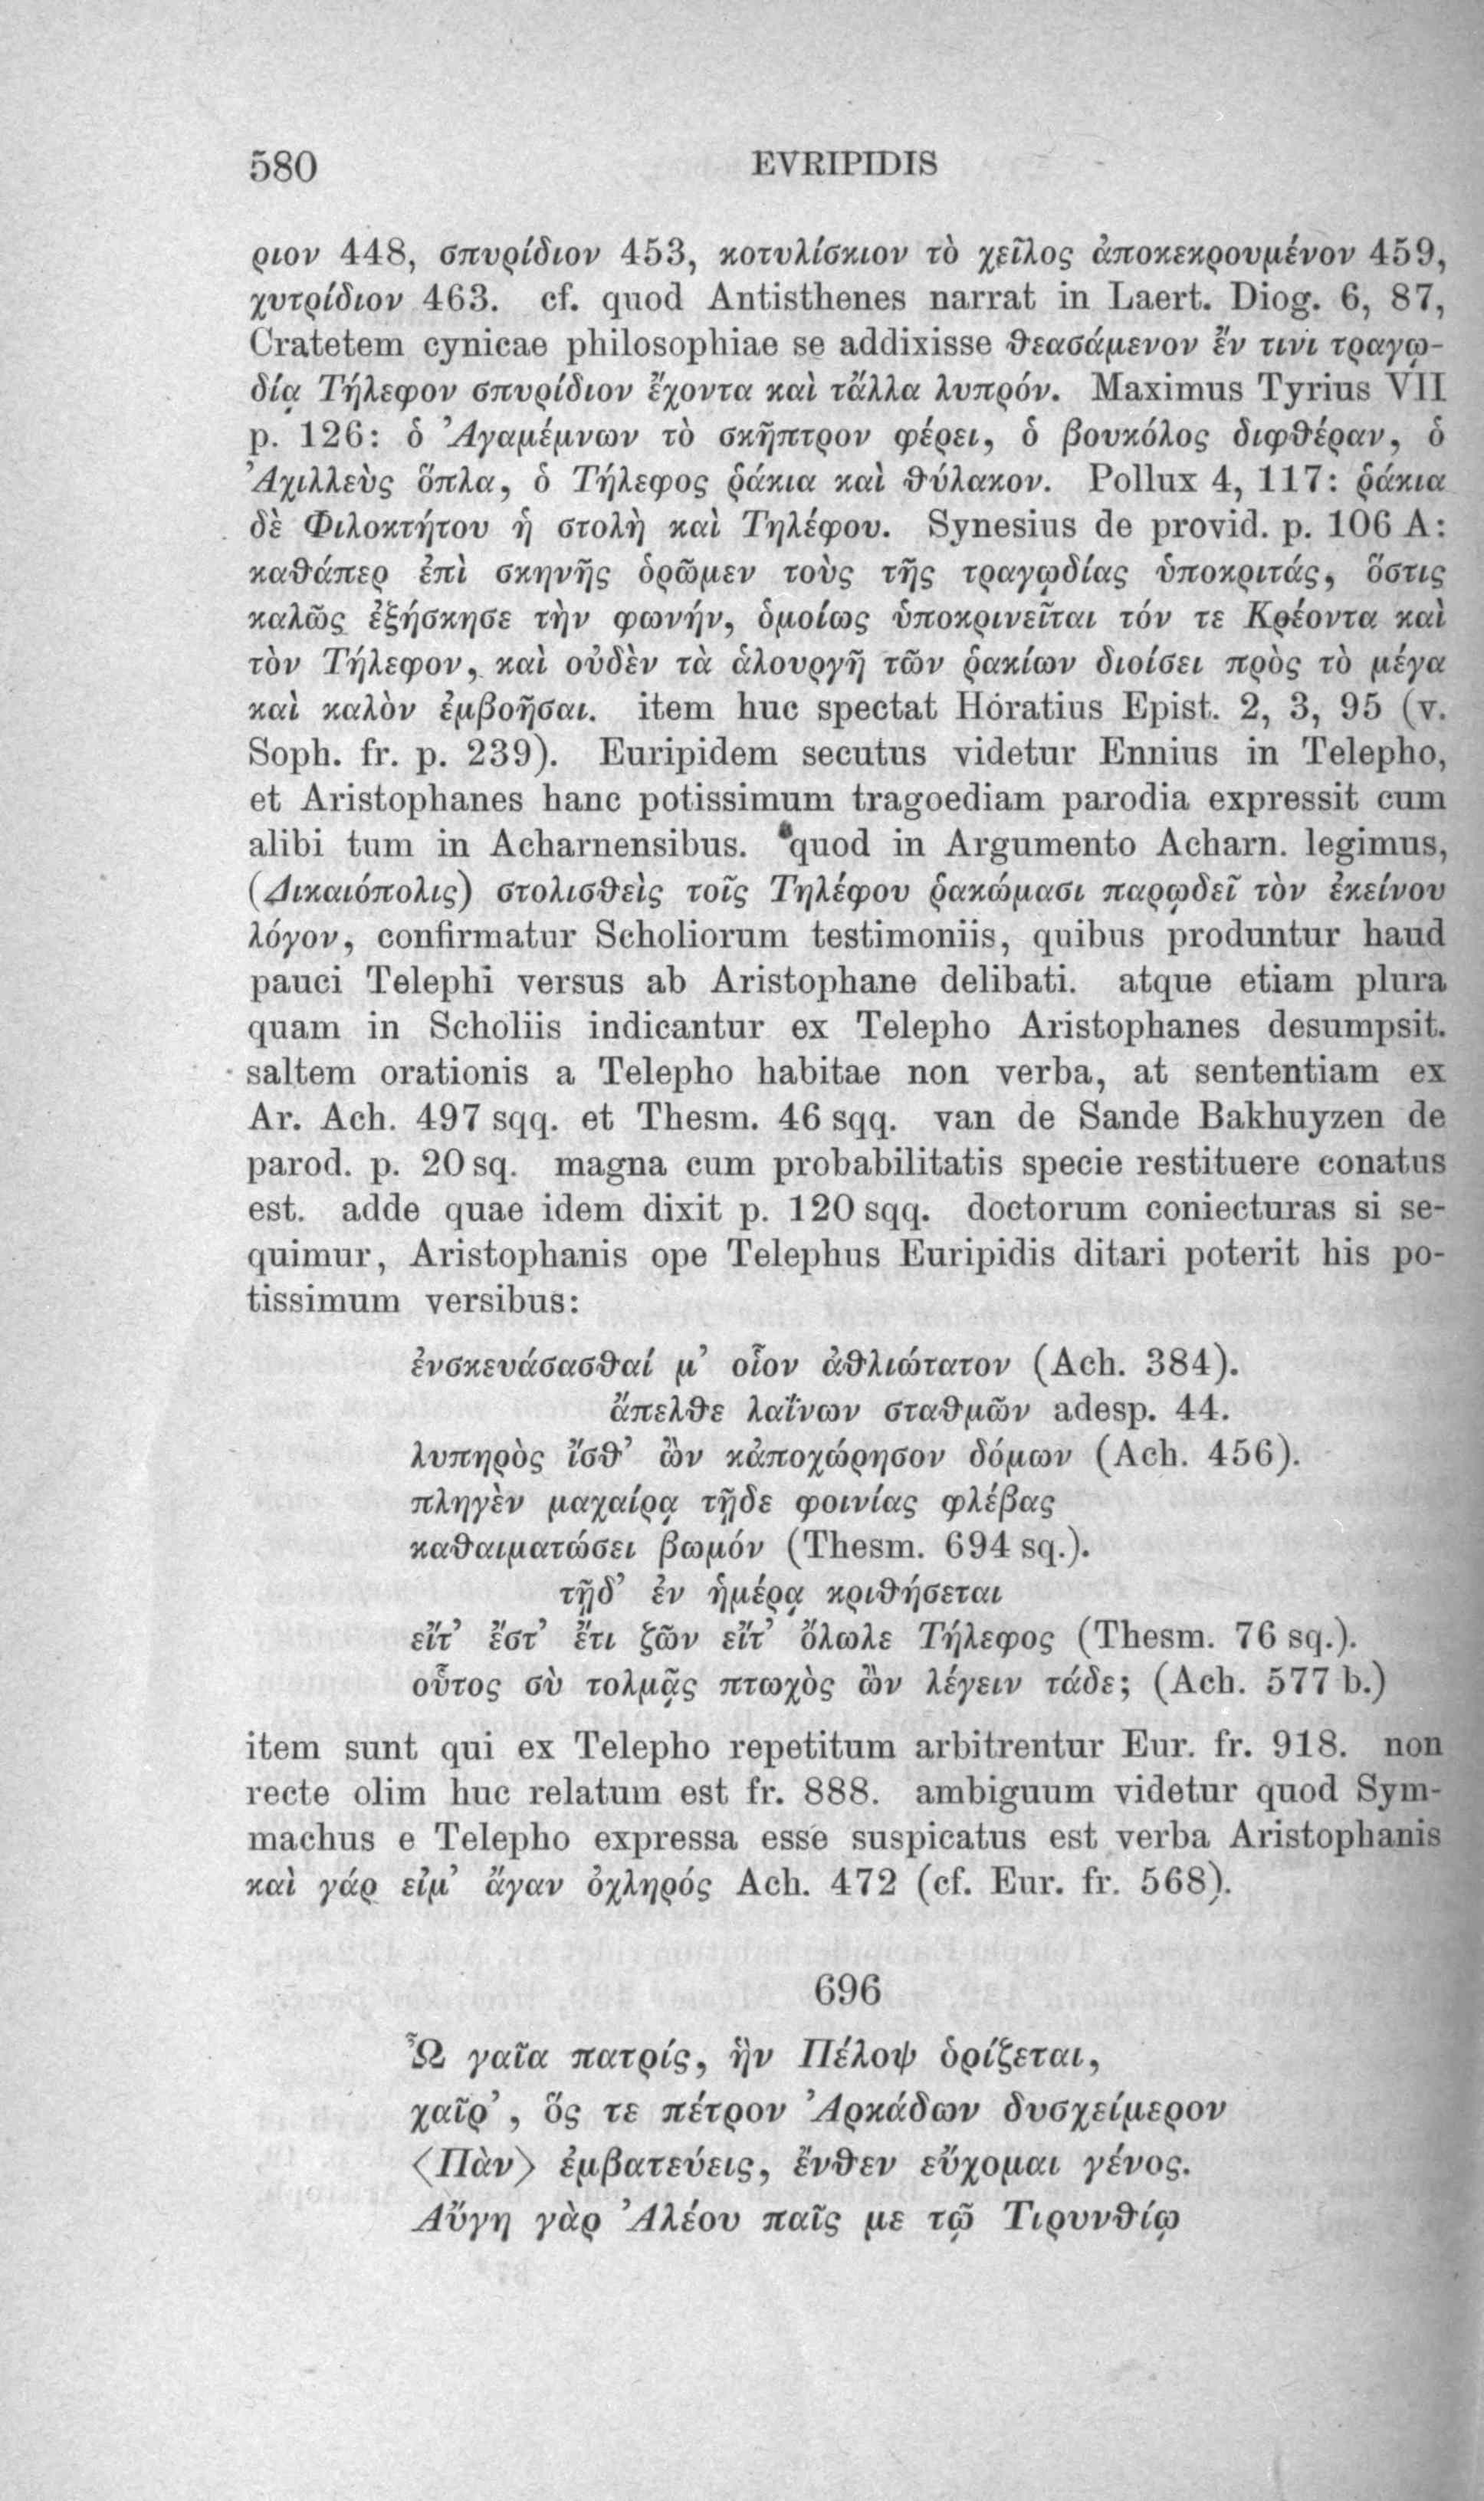 580 EVRIPIDIS
ριον 448, σπυρίδιον 453, κοτυλίσκιον τὸ χεῖλος ἀποκεκρουμένον 459,
χυτρίδιον 463. cf. quod Antisthenes narrat in Laert. Diog. 6, 87,
Cratetem cynicae philosophiae se addixisse θεασάμενον ἔν τινι τραγῳ-
δίᾳ Τήλεφον σπυρίδιον ἔχοντα καὶ τἄλλα λυπρόν. Maximus Tyrius VII
p. 126: ὁ Ἀγαμέμνων τὸ σκῆπτρον φέρει, ὁ βουκόλος διφθέραν, ὁ
Ἀχιλλεὺς ὅπλα, ὁ Τήλεφος ῥάκια καὶ θύλακον. Pollux 4, 117: ῥάκια
δὲ Φιλοκτήτου ἡ στολὴ καὶ Τηλέφου. Synesius de provid. p. 106 A:
καθάπερ ἐπὶ σκηνῆς ὁρῶμεν τοὺς τῆς τραγῳδίας ὑποκριτάς, ὅστις
καλῶς ἐξήσκησε τὴν φωνήν, ὁμοίως ὑποκρινεῖται τόν τε Κρέοντα καὶ
τὸν Τήλεφον, καὶ οὐδὲν τὰ ἁλουργῆ τῶν ῥακίων διοίσει πρὸς τὸ μέγα
καὶ καλὸν ἐμβοῆσαι. item huc spectat Horatius Epist. 2, 3, 95 (v.
Soph. fr. p. 239). Euripidem secutus videtur Ennius in Telepho,
et Aristophanes hanc potissimum tragoediam parodia expressit cum
alibi tum in Acharnensibus. quod in Argumento Acharn. legimus,
(Δικαιόπολις) στολισθεὶς τοῖς Τηλέφου ῥακώμασι παρῳδεῖ τὸν ἐκείνου
λόγον, confirmatur Scholiorum testimoniis, quibus produntur haud
pauci Telephi versus ab Aristophane delibati. atque etiam plura
quam in Scholiis indicantur ex Telepho Aristophanes desumpsit.
saltem orationis a Telepho habitae non verba, at sententiam ex
Ar. Ach. 497 sqq. et Thesm. 46 sqq. van de Sande Bakhuyzen de
parod. p. 20 sq. magna cum probabilitatis specie restituere conatus
est. adde quae idem dixit p. 120 sqq. doctorum coniecturas si se-
quimur, Aristophanis ope Telephus Euripidis ditari poterit his po-
tissimum versibus:
ἐνσκευάσασθαί μ’ οἷον ἀθλιώτατον (Ach. 384).
ἄπελθε λαΐνων σταθμῶν adesp. 44.
λυπηρὸς ἴσθ’ ὢν κἀποχώρησον δόμων (Ach. 456).
πληγὲν μαχαίρᾳ τῇδε φοινίας φλέβας
καθαιματώσει βωμόν (Thesm. 694 sq.).
τῇδ’ ἐν ἡμέρᾳ κριθήσεται
εἴτ’ ἔστ’ ἔτι ζῶν εἴτ’ ὄλωλε Τήλεφος (Thesm. 76 sq.).
οὗτος σὺ τολμᾷς πτωχὸς ὢν λέγειν τάδε; (Ach. 577 b.)
item sunt qui ex Telepho repetitum arbitrentur Eur. fr. 918. non
recte olim huc relatum est fr. 888. ambiguum videtur quod Sym-
machus e Telepho expressa esse suspicatus est verba Aristophanis
καὶ γάρ εἰμ’ ἄγαν ὀχληρός Ach. 472 (cf. Eur. fr. 568).
696
Ὦ γαῖα πατρίς, ἣν Πέλοψ ὁρίζεται,
χαῖρ’, ὅς τε πέτρον Ἀρκάδων δυσχείμερον
⟨Πὰν⟩ ἐμβατεύεις, ἔνθεν εὔχομαι γένος.
Αὔγη γὰρ Ἀλέου παῖς με τῷ Τιρυνθίῳ